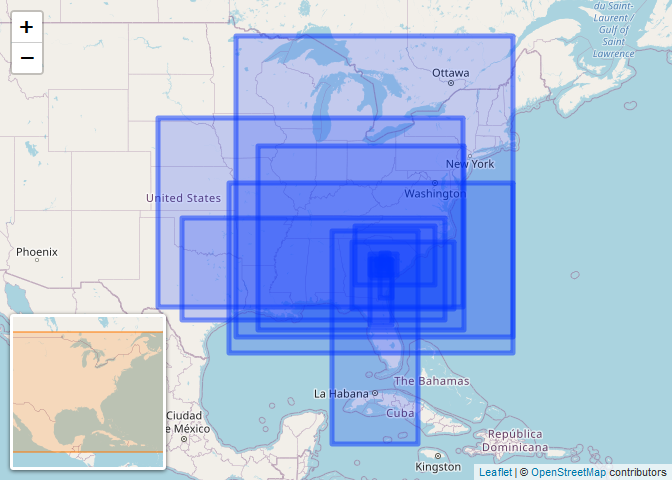 +
−
du Saint-
Laurent /
Gulf of
Saint
Lawrence
Ottawa
New York
Washington
United States
Phoenix
La Habana
The Bahamas
Cuba
Ciudad
de México
República
Dominicana
Kingston
Leaflet | © OpenStreetMap contributors